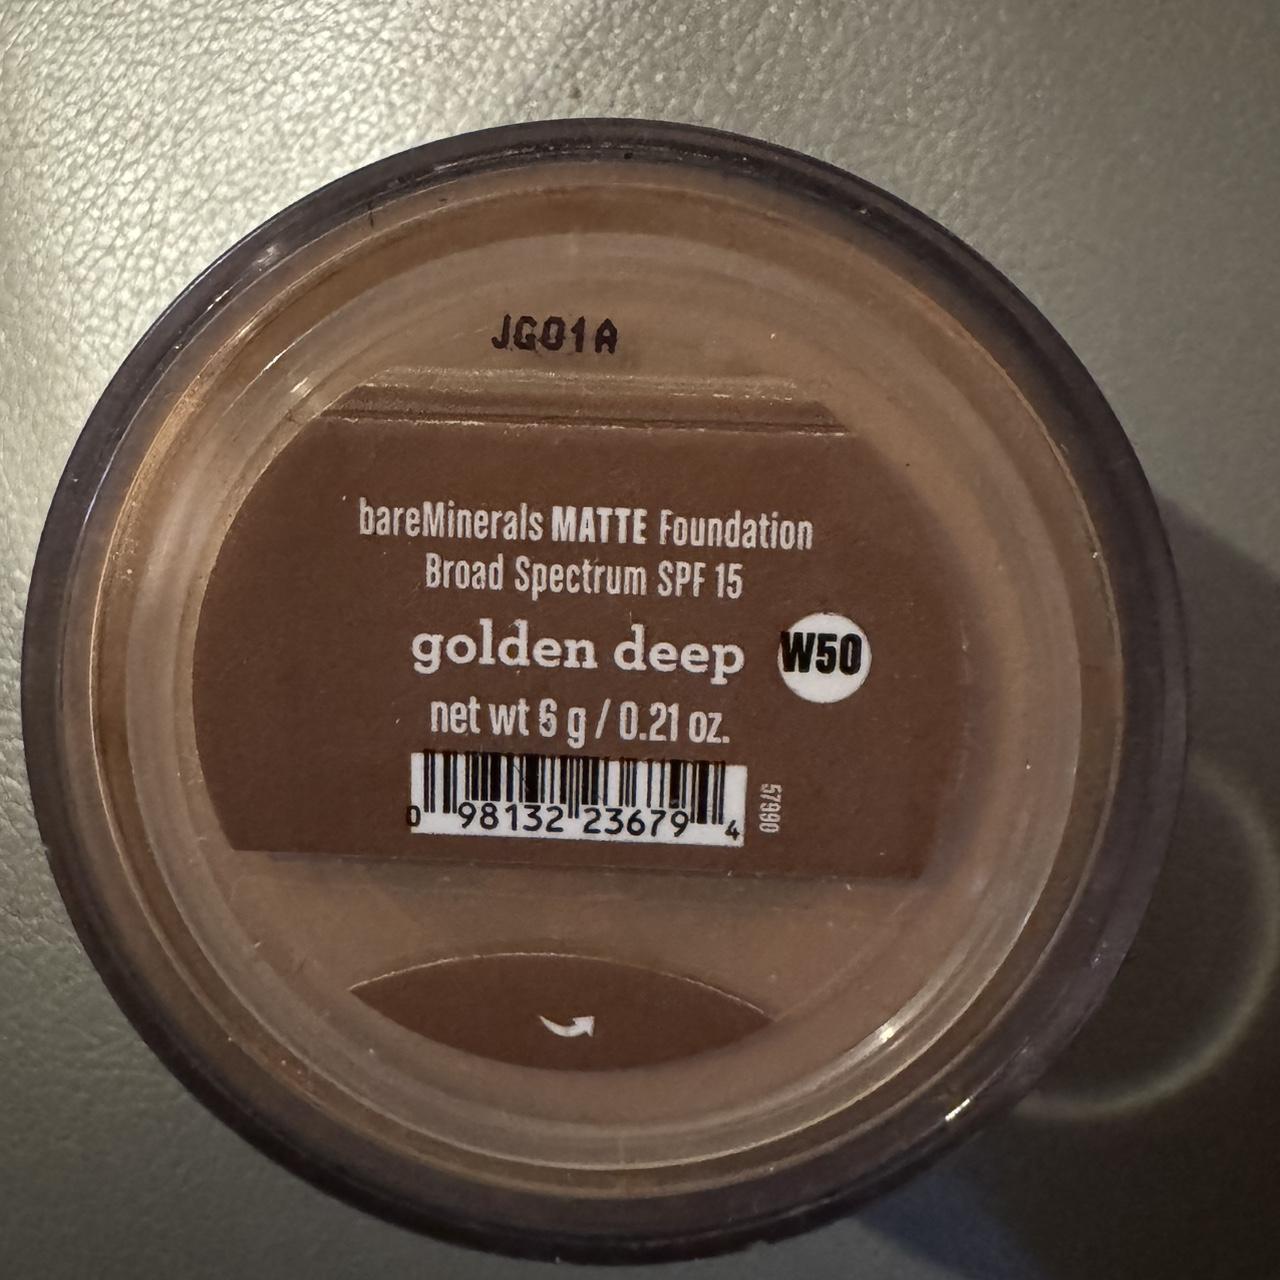 JG01A
bareMinerals MATTE Foundation
Broad Spectrum SPF 15
golden deep W50
net wt 6 g / 0.21 oz.
0 98132 23679 4
57990